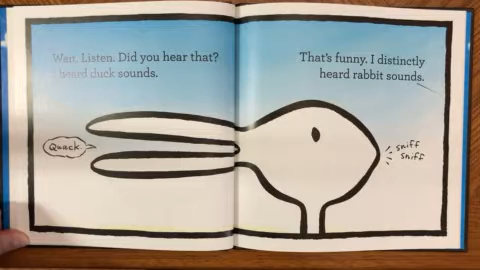 Wait. Listen. Did you hear that?
I heard duck sounds.
That's funny. I distinctly
heard rabbit sounds.
Quack.
sniff
sniff